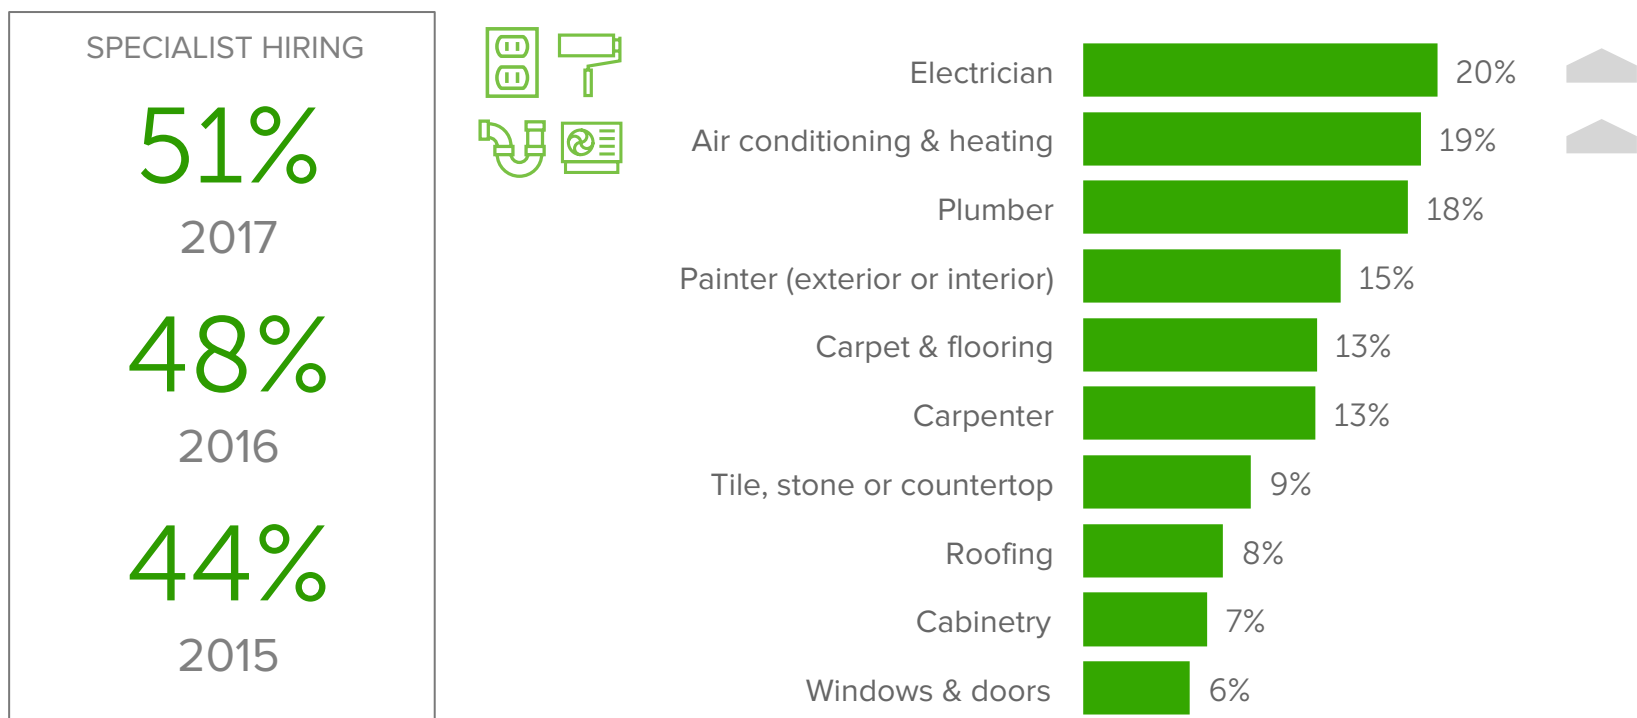 SPECIALIST HIRING
51%
2017
48%
2016
44%
2015
Electrician 20%
Air conditioning & heating 19%
Plumber 18%
Painter (exterior or interior) 15%
Carpet & flooring 13%
Carpenter 13%
Tile, stone or countertop 9%
Roofing 8%
Cabinetry 7%
Windows & doors 6%